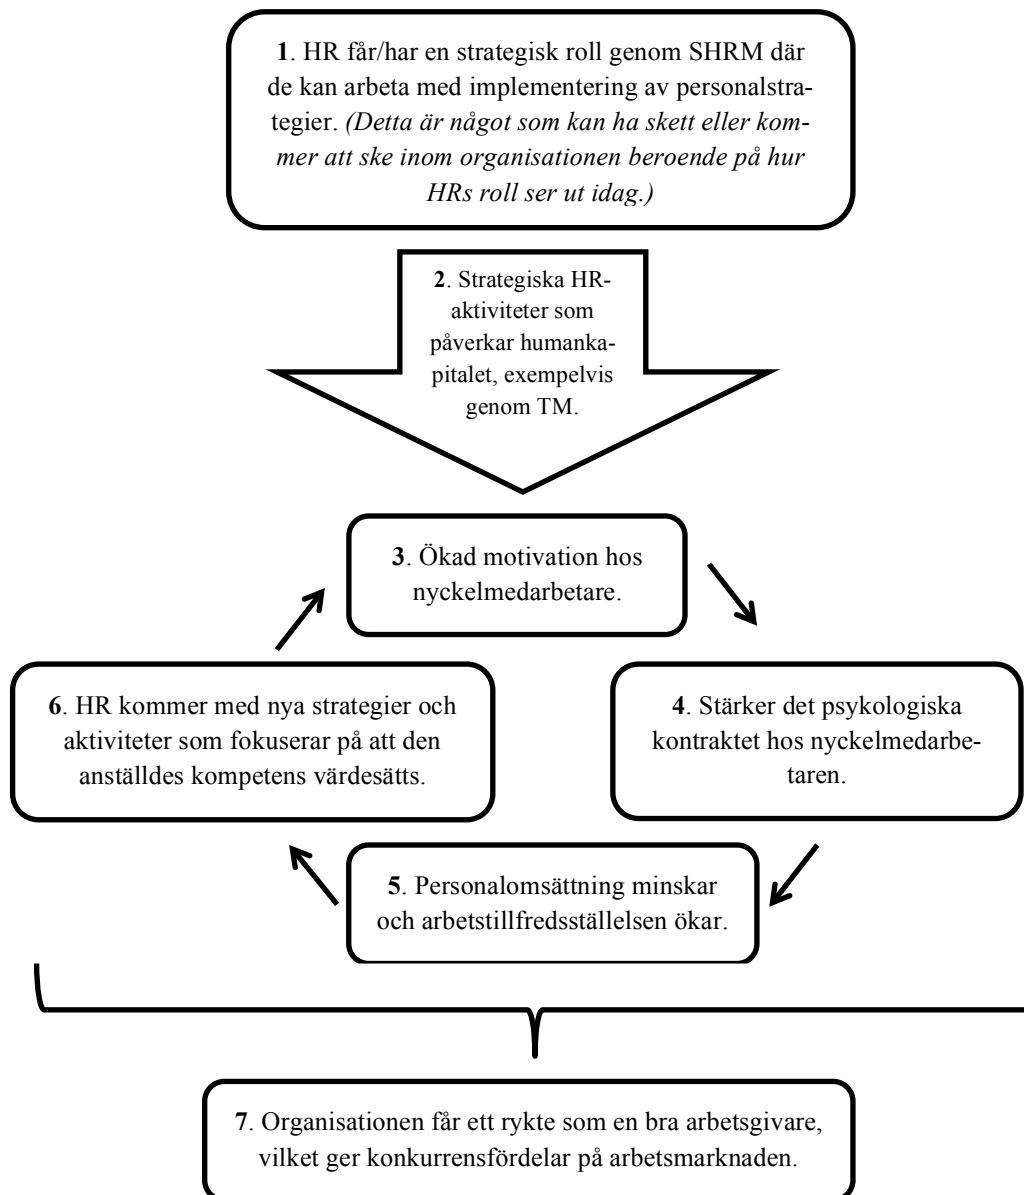 1. HR får/har en strategisk roll genom SHRM där
de kan arbeta med implementering av personalstra-
tegier. (Detta är något som kan ha skett eller kom-
mer att ske inom organisationen beroende på hur
HRs roll ser ut idag.)
2. Strategiska HR-
aktiviteter som
påverkar humanka-
pitalet, exempelvis
genom TM.
3. Ökad motivation hos
nyckelmedarbetare.
4. Stärker det psykologiska
kontraktet hos nyckelmedarbe-
taren.
5. Personalomsättning minskar
och arbetstillfredsställelsen ökar.
6. HR kommer med nya strategier och
aktiviteter som fokuserar på att den
anställdes kompetens värdesätts.
7. Organisationen får ett rykte som en bra arbetsgivare,
vilket ger konkurrensfördelar på arbetsmarknaden.